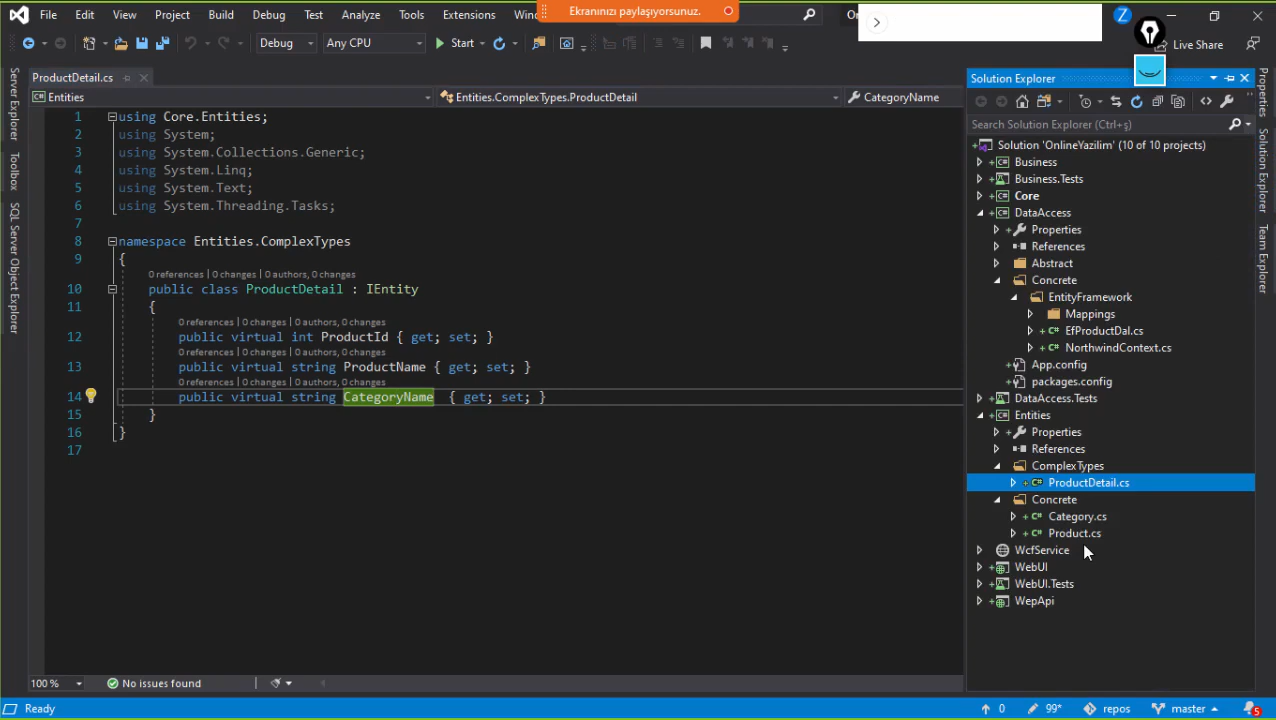 File Edit View Project Build Debug Test Analyze Tools Extensions
Ekranınızı paylaşıyorsunuz.
Debug Any CPU Start Live Share
ProductDetail.cs
Entities Entities.ComplexTypes.ProductDetail CategoryName
Server Explorer
Toolbox
SQL Server Object Explorer
1 using Core.Entities;
2 using System;
3 using System.Collections.Generic;
4 using System.Linq;
5 using System.Text;
6 using System.Threading.Tasks;
7
8 namespace Entities.ComplexTypes
9 {
0 references | 0 changes | 0 authors, 0 changes
10 public class ProductDetail : IEntity
11 {
0 references | 0 changes | 0 authors, 0 changes
12 public virtual int ProductId { get; set; }
0 references | 0 changes | 0 authors, 0 changes
13 public virtual string ProductName { get; set; }
0 references | 0 changes | 0 authors, 0 changes
14 public virtual string CategoryName { get; set; }
15 }
16 }
17
100 % No issues found
Solution Explorer
Search Solution Explorer (Ctrl+ş)
Solution 'OnlineYazilim' (10 of 10 projects)
Business
Business.Tests
Core
DataAccess
Properties
References
Abstract
Concrete
EntityFramework
Mappings
EfProductDal.cs
NorthwindContext.cs
App.config
packages.config
DataAccess.Tests
Entities
Properties
References
ComplexTypes
ProductDetail.cs
Concrete
Category.cs
Product.cs
WcfService
WebUI
WebUI.Tests
WepApi
Properties
Solution Explorer
Team Explorer
Ready 0 99* repos master 5